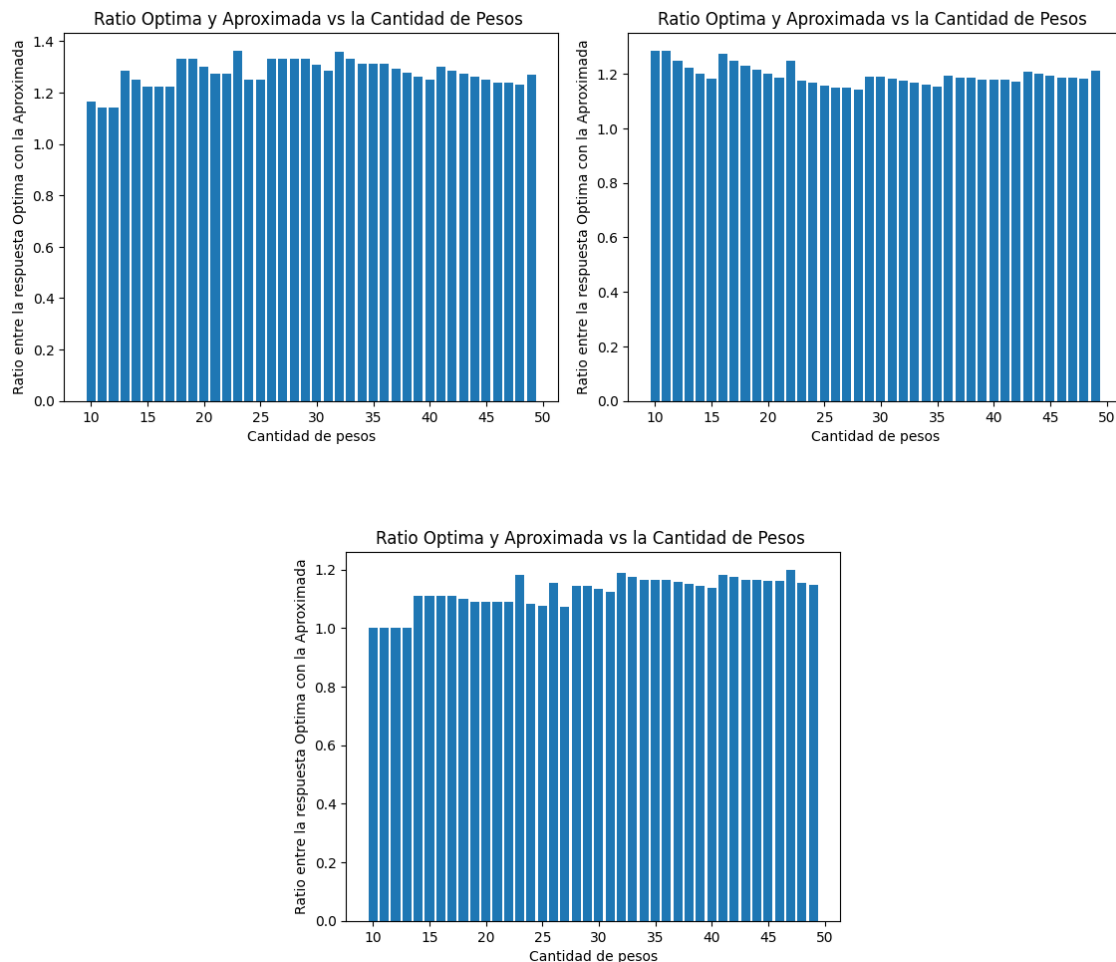 Ratio Optima y Aproximada vs la Cantidad de Pesos
Ratio entre la respuesta Optima con la Aproximada
1.4
1.2
1.0
0.8
0.6
0.4
0.2
0.0
10 15 20 25 30 35 40 45 50
Cantidad de pesos
Ratio Optima y Aproximada vs la Cantidad de Pesos
Ratio entre la respuesta Optima con la Aproximada
1.2
1.0
0.8
0.6
0.4
0.2
0.0
10 15 20 25 30 35 40 45 50
Cantidad de pesos
Ratio Optima y Aproximada vs la Cantidad de Pesos
Ratio entre la respuesta Optima con la Aproximada
1.2
1.0
0.8
0.6
0.4
0.2
0.0
10 15 20 25 30 35 40 45 50
Cantidad de pesos